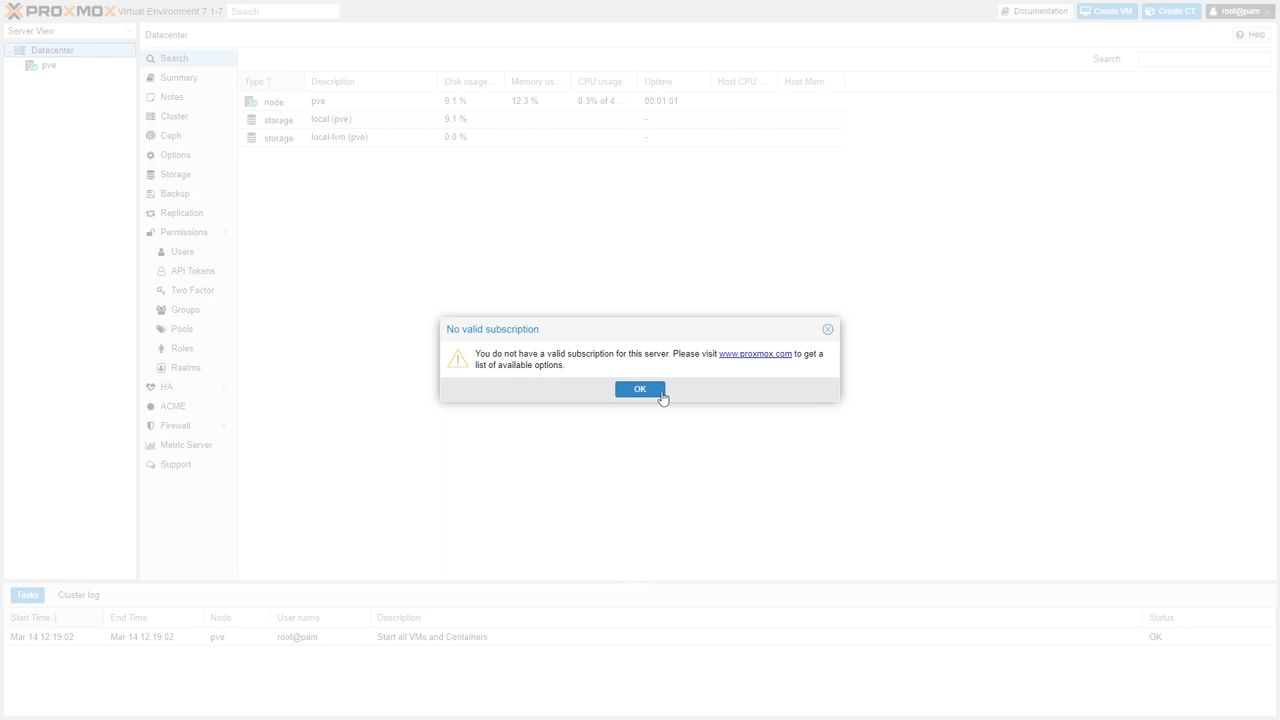 PROXMOX Virtual Environment 7.1-7 Search Documentation Create VM Create CT root@pam
Server View
Datacenter
pve
Datacenter Help
Search:
Search
Summary
Notes
Cluster
Ceph
Options
Storage
Backup
Replication
Permissions
Users
API Tokens
Two Factor
Groups
Pools
Roles
Realms
HA
ACME
Firewall
Metric Server
Support
Type Description Disk usage... Memory us... CPU usage Uptime Host CPU ... Host Mem...
node pve 9.1 % 12.3 % 0.3% of 4 ... 00:01:01
storage local (pve) 9.1 % -
storage local-lvm (pve) 0.0 % -
No valid subscription
You do not have a valid subscription for this server. Please visit www.proxmox.com to get a
list of available options.
OK
Tasks Cluster log
Start Time End Time Node User name Description Status
Mar 14 12:19:02 Mar 14 12:19:02 pve root@pam Start all VMs and Containers OK